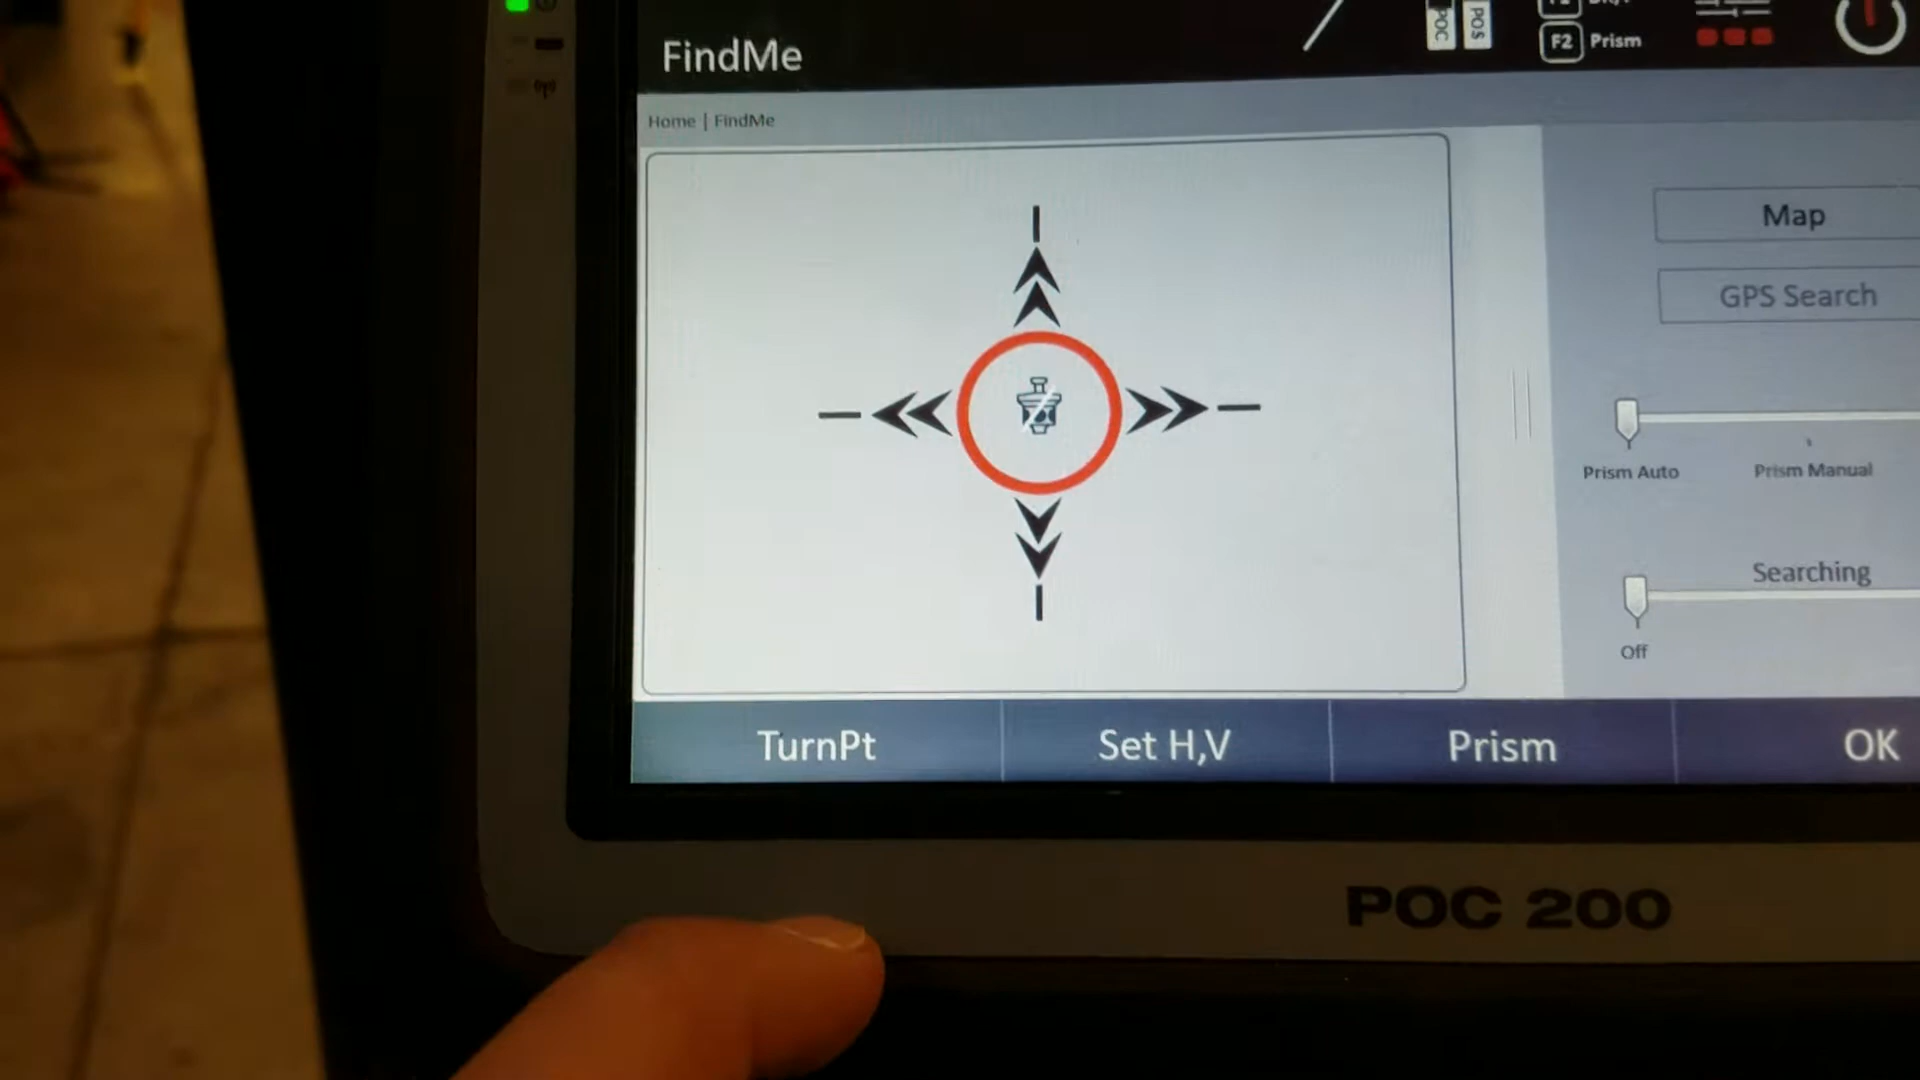 FindMe
POC
POS
F2 Prism
Home | FindMe
Map
GPS Search
Prism Auto
Prism Manual
Searching
Off
TurnPt
Set H,V
Prism
OK
POC 200